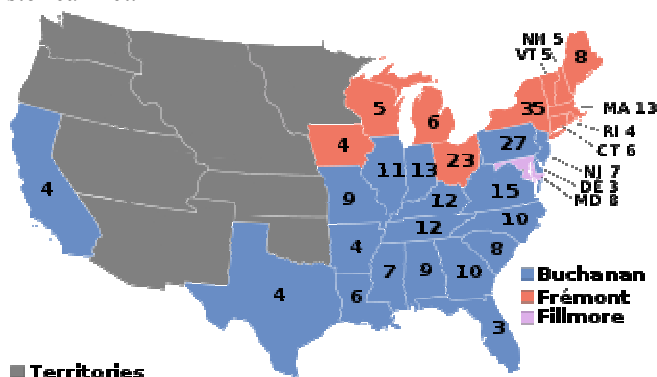 NH 5
VT 5
8
5
35
MA 13
6
RI 4
4
27
CT 6
23
11
13
NJ 7
4
15
DE 3
9
12
MD 8
10
12
4
8
7
9
10
Buchanan
4
6
Frémont
Fillmore
3
Territories